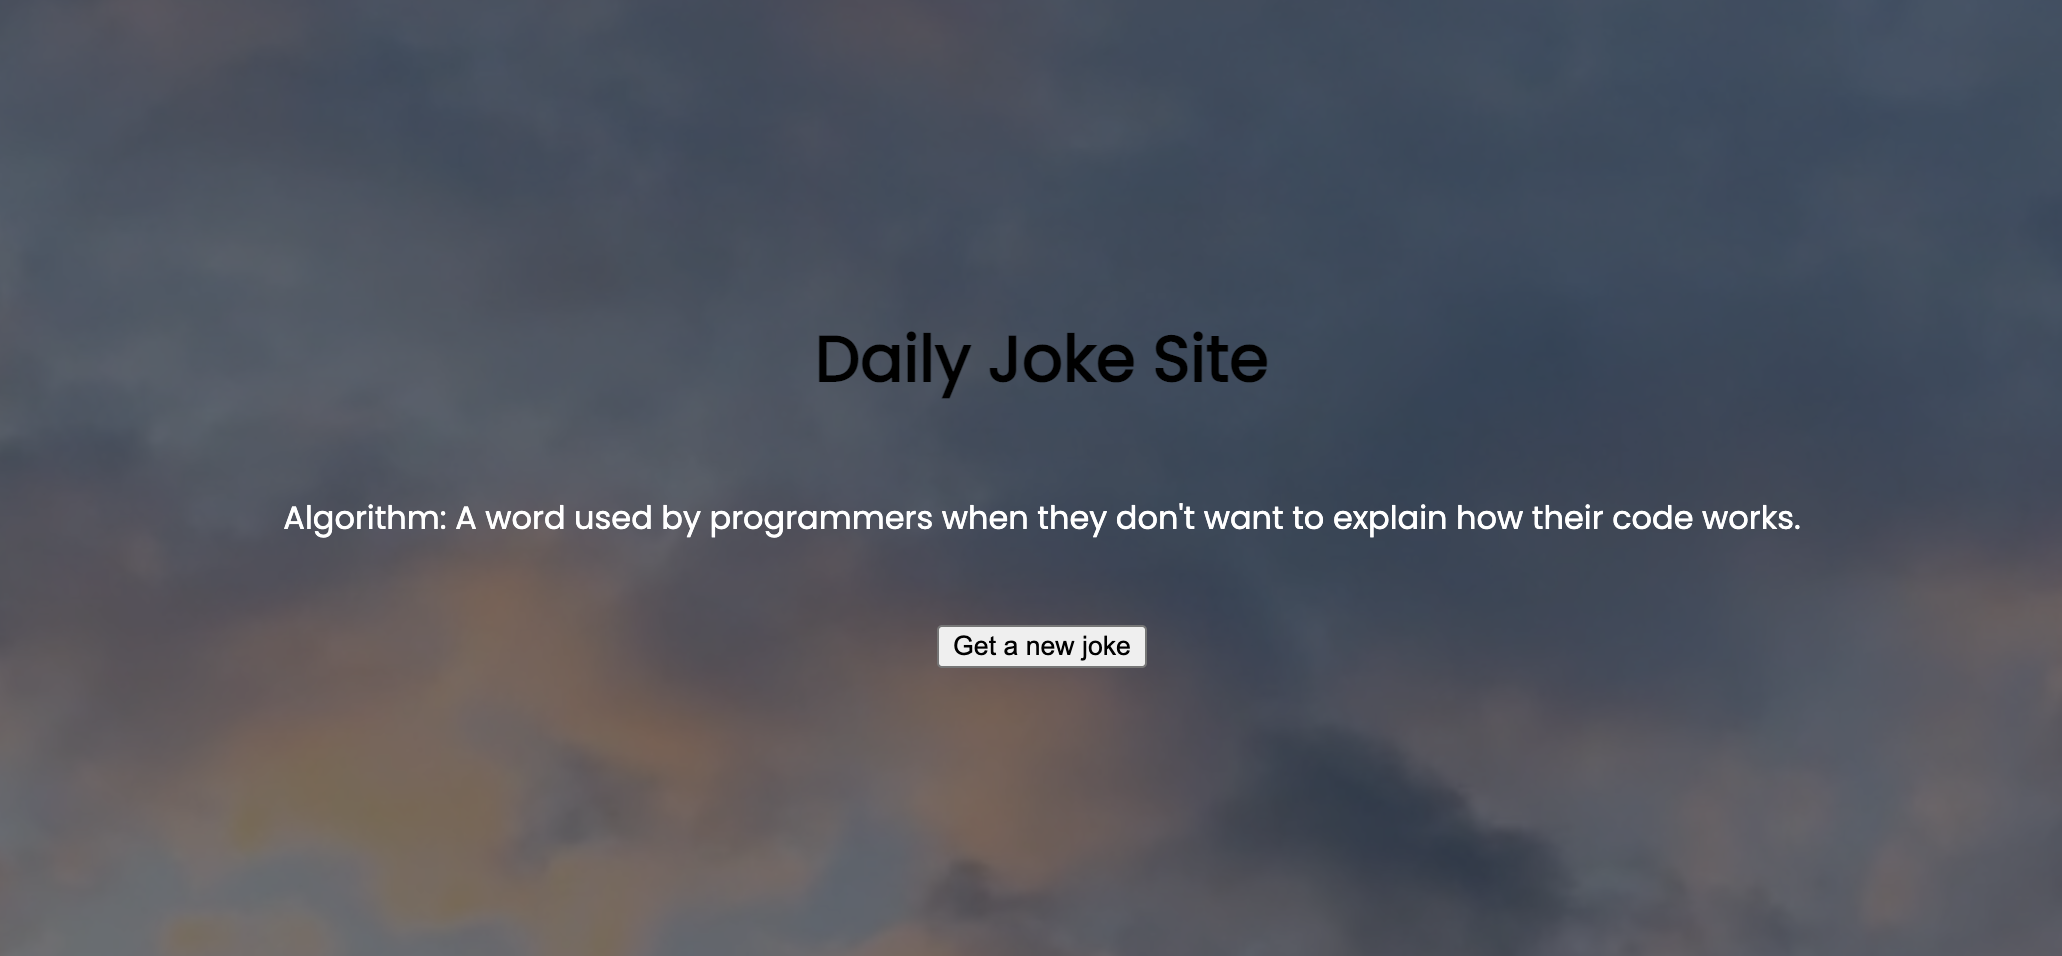 Daily Joke Site
Algorithm: A word used by programmers when they don't want to explain how their code works.
Get a new joke